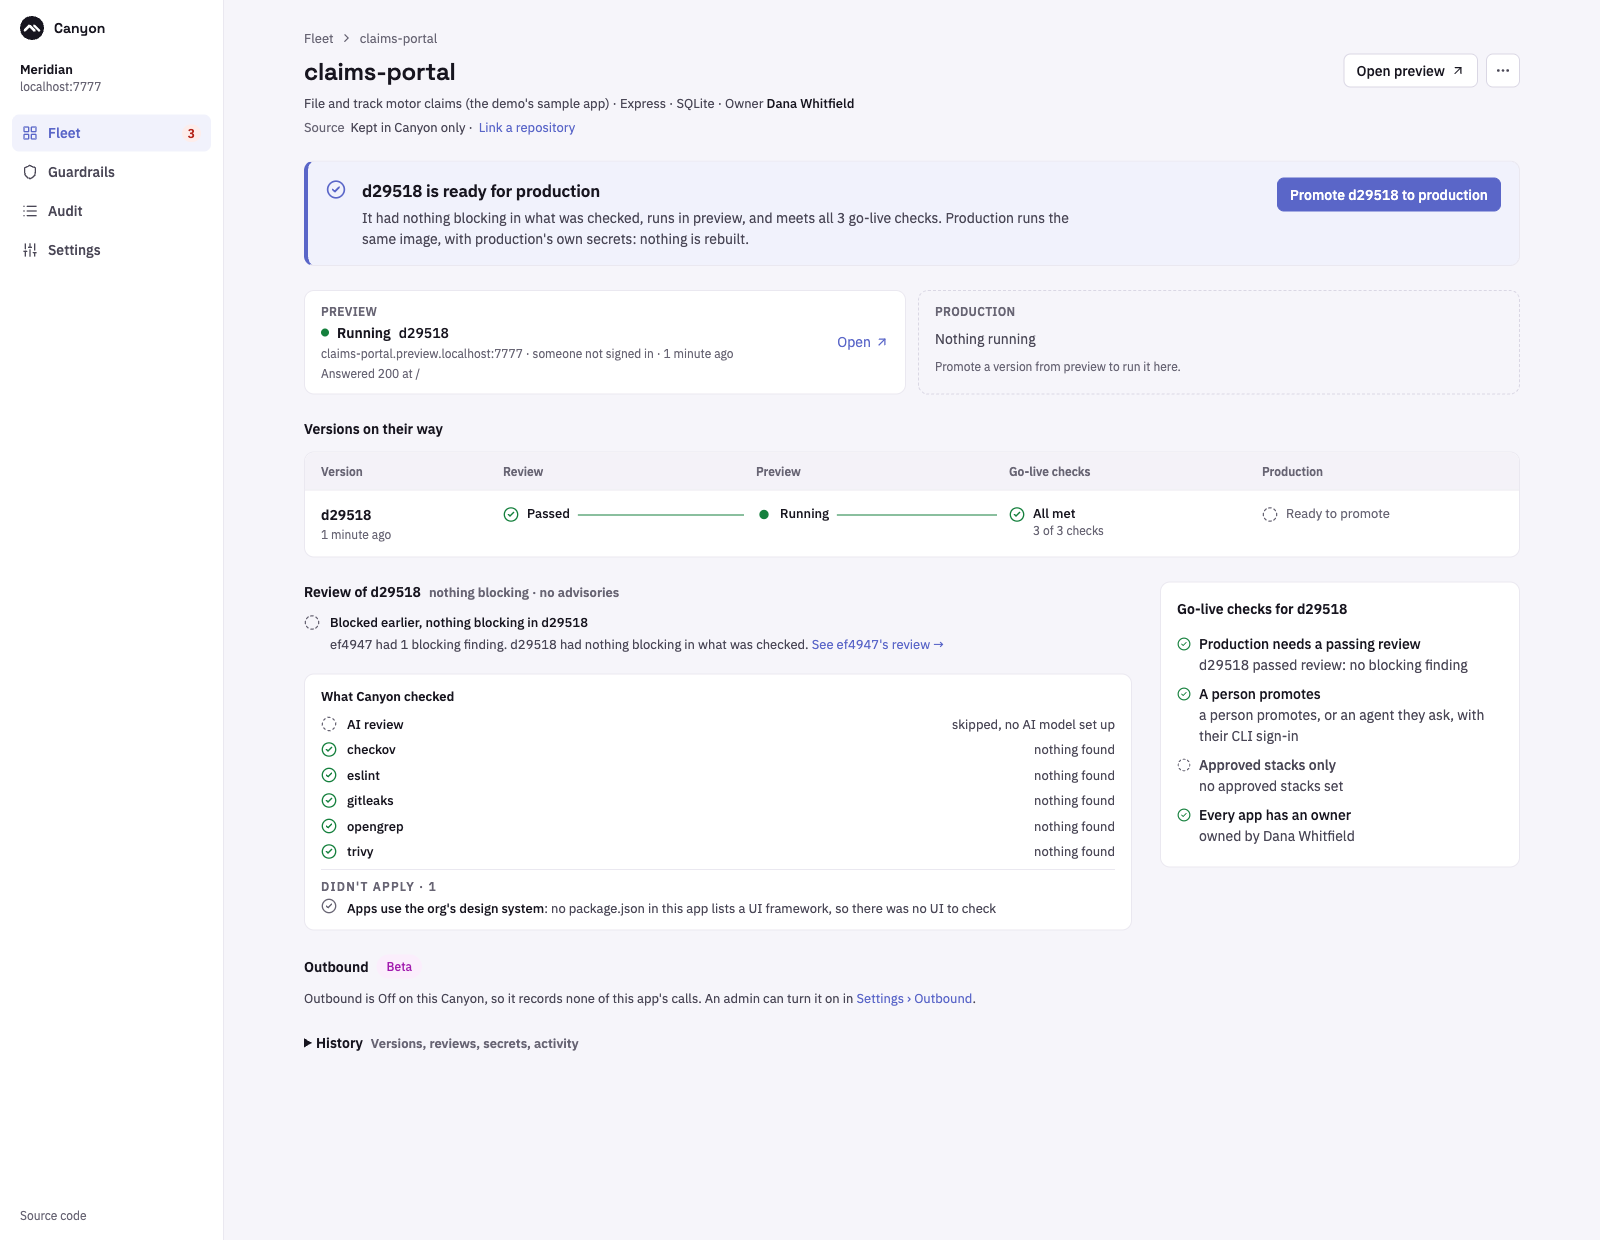 Canyon
Meridian
localhost:7777
Fleet 3
Guardrails
Audit
Settings
Source code
Fleet > claims-portal
claims-portal
Open preview ↗ ···
File and track motor claims (the demo's sample app) · Express · SQLite · Owner Dana Whitfield
Source Kept in Canyon only · Link a repository
d29518 is ready for production
It had nothing blocking in what was checked, runs in preview, and meets all 3 go-live checks. Production runs the
same image, with production's own secrets: nothing is rebuilt.
Promote d29518 to production
PREVIEW
Running d29518
claims-portal.preview.localhost:7777 · someone not signed in · 1 minute ago
Answered 200 at /
Open ↗
PRODUCTION
Nothing running
Promote a version from preview to run it here.
Versions on their way
Version Review Preview Go-live checks Production
d29518 Passed Running All met Ready to promote
1 minute ago 3 of 3 checks
Review of d29518 nothing blocking · no advisories
Blocked earlier, nothing blocking in d29518
ef4947 had 1 blocking finding. d29518 had nothing blocking in what was checked. See ef4947's review →
What Canyon checked
AI review skipped, no AI model set up
checkov nothing found
eslint nothing found
gitleaks nothing found
opengrep nothing found
trivy nothing found
DIDN'T APPLY · 1
Apps use the org's design system: no package.json in this app lists a UI framework, so there was no UI to check
Go-live checks for d29518
Production needs a passing review
d29518 passed review: no blocking finding
A person promotes
a person promotes, or an agent they ask, with
their CLI sign-in
Approved stacks only
no approved stacks set
Every app has an owner
owned by Dana Whitfield
Outbound Beta
Outbound is Off on this Canyon, so it records none of this app's calls. An admin can turn it on in Settings › Outbound.
History Versions, reviews, secrets, activity